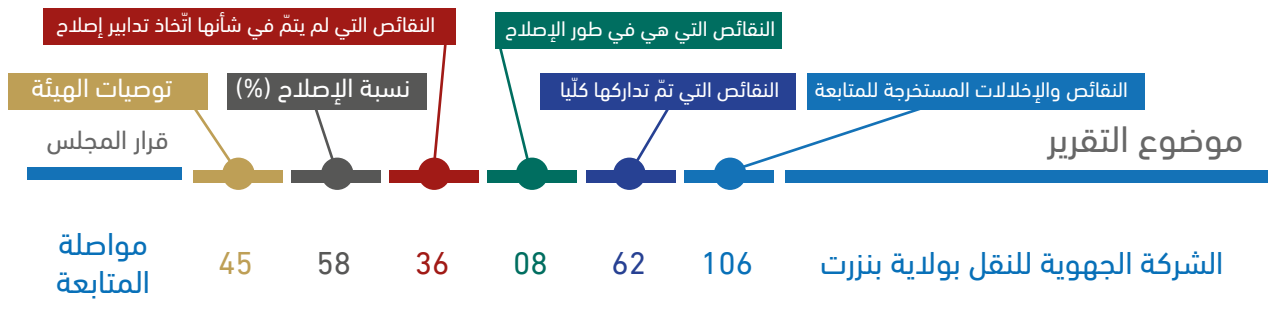 النقائص التي لم يتمّ في شأنها اتّخاذ تدابير إصلاح
النقائص التي هي في طور الإصلاح
النقائص والإخلالات المستخرجة للمتابعة
النقائص التي تمّ تداركها كلّيا
نسبة الإصلاح (%)
توصيات الهيئة
موضوع التقرير
قرار المجلس
الشركة الجهوية للنقل بولاية بنزرت
106
62
08
36
58
45
مواصلة
المتابعة